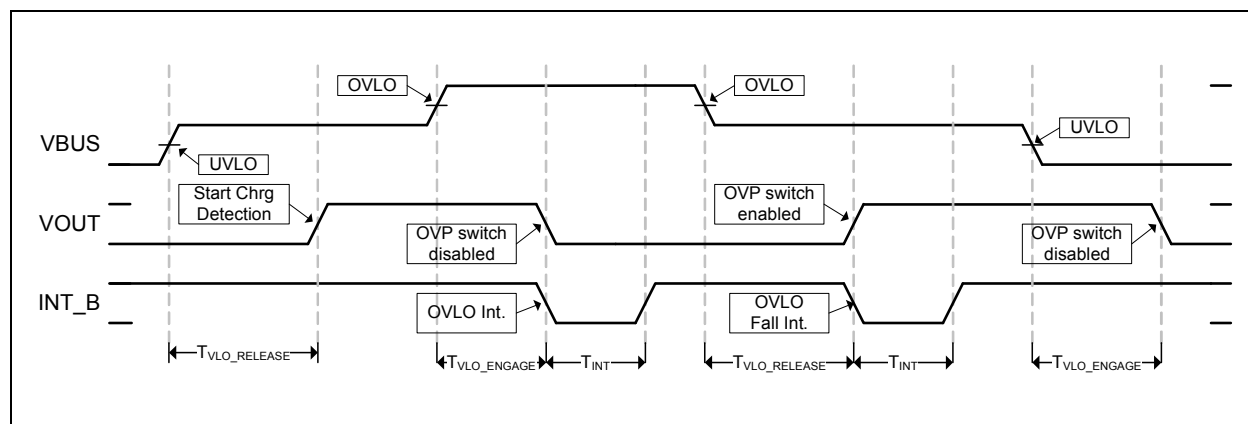 OVLO
OVLO
VBUS
UVLO
UVLO
Start Chrg
Detection
OVP switch
enabled
VOUT
OVP switch
disabled
OVP switch
disabled
INT_B
OVLO Int.
OVLO
Fall Int.
TVLO_RELEASE
TVLO_ENGAGE
TINT
TVLO_RELEASE
TINT
TVLO_ENGAGE